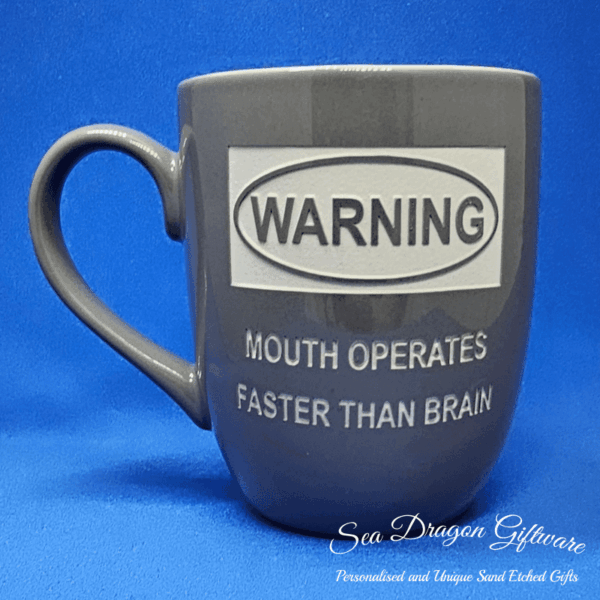 WARNING
MOUTH OPERATES
FASTER THAN BRAIN
Sea Dragon Giftware
Personalised and Unique Sand Etched Gifts